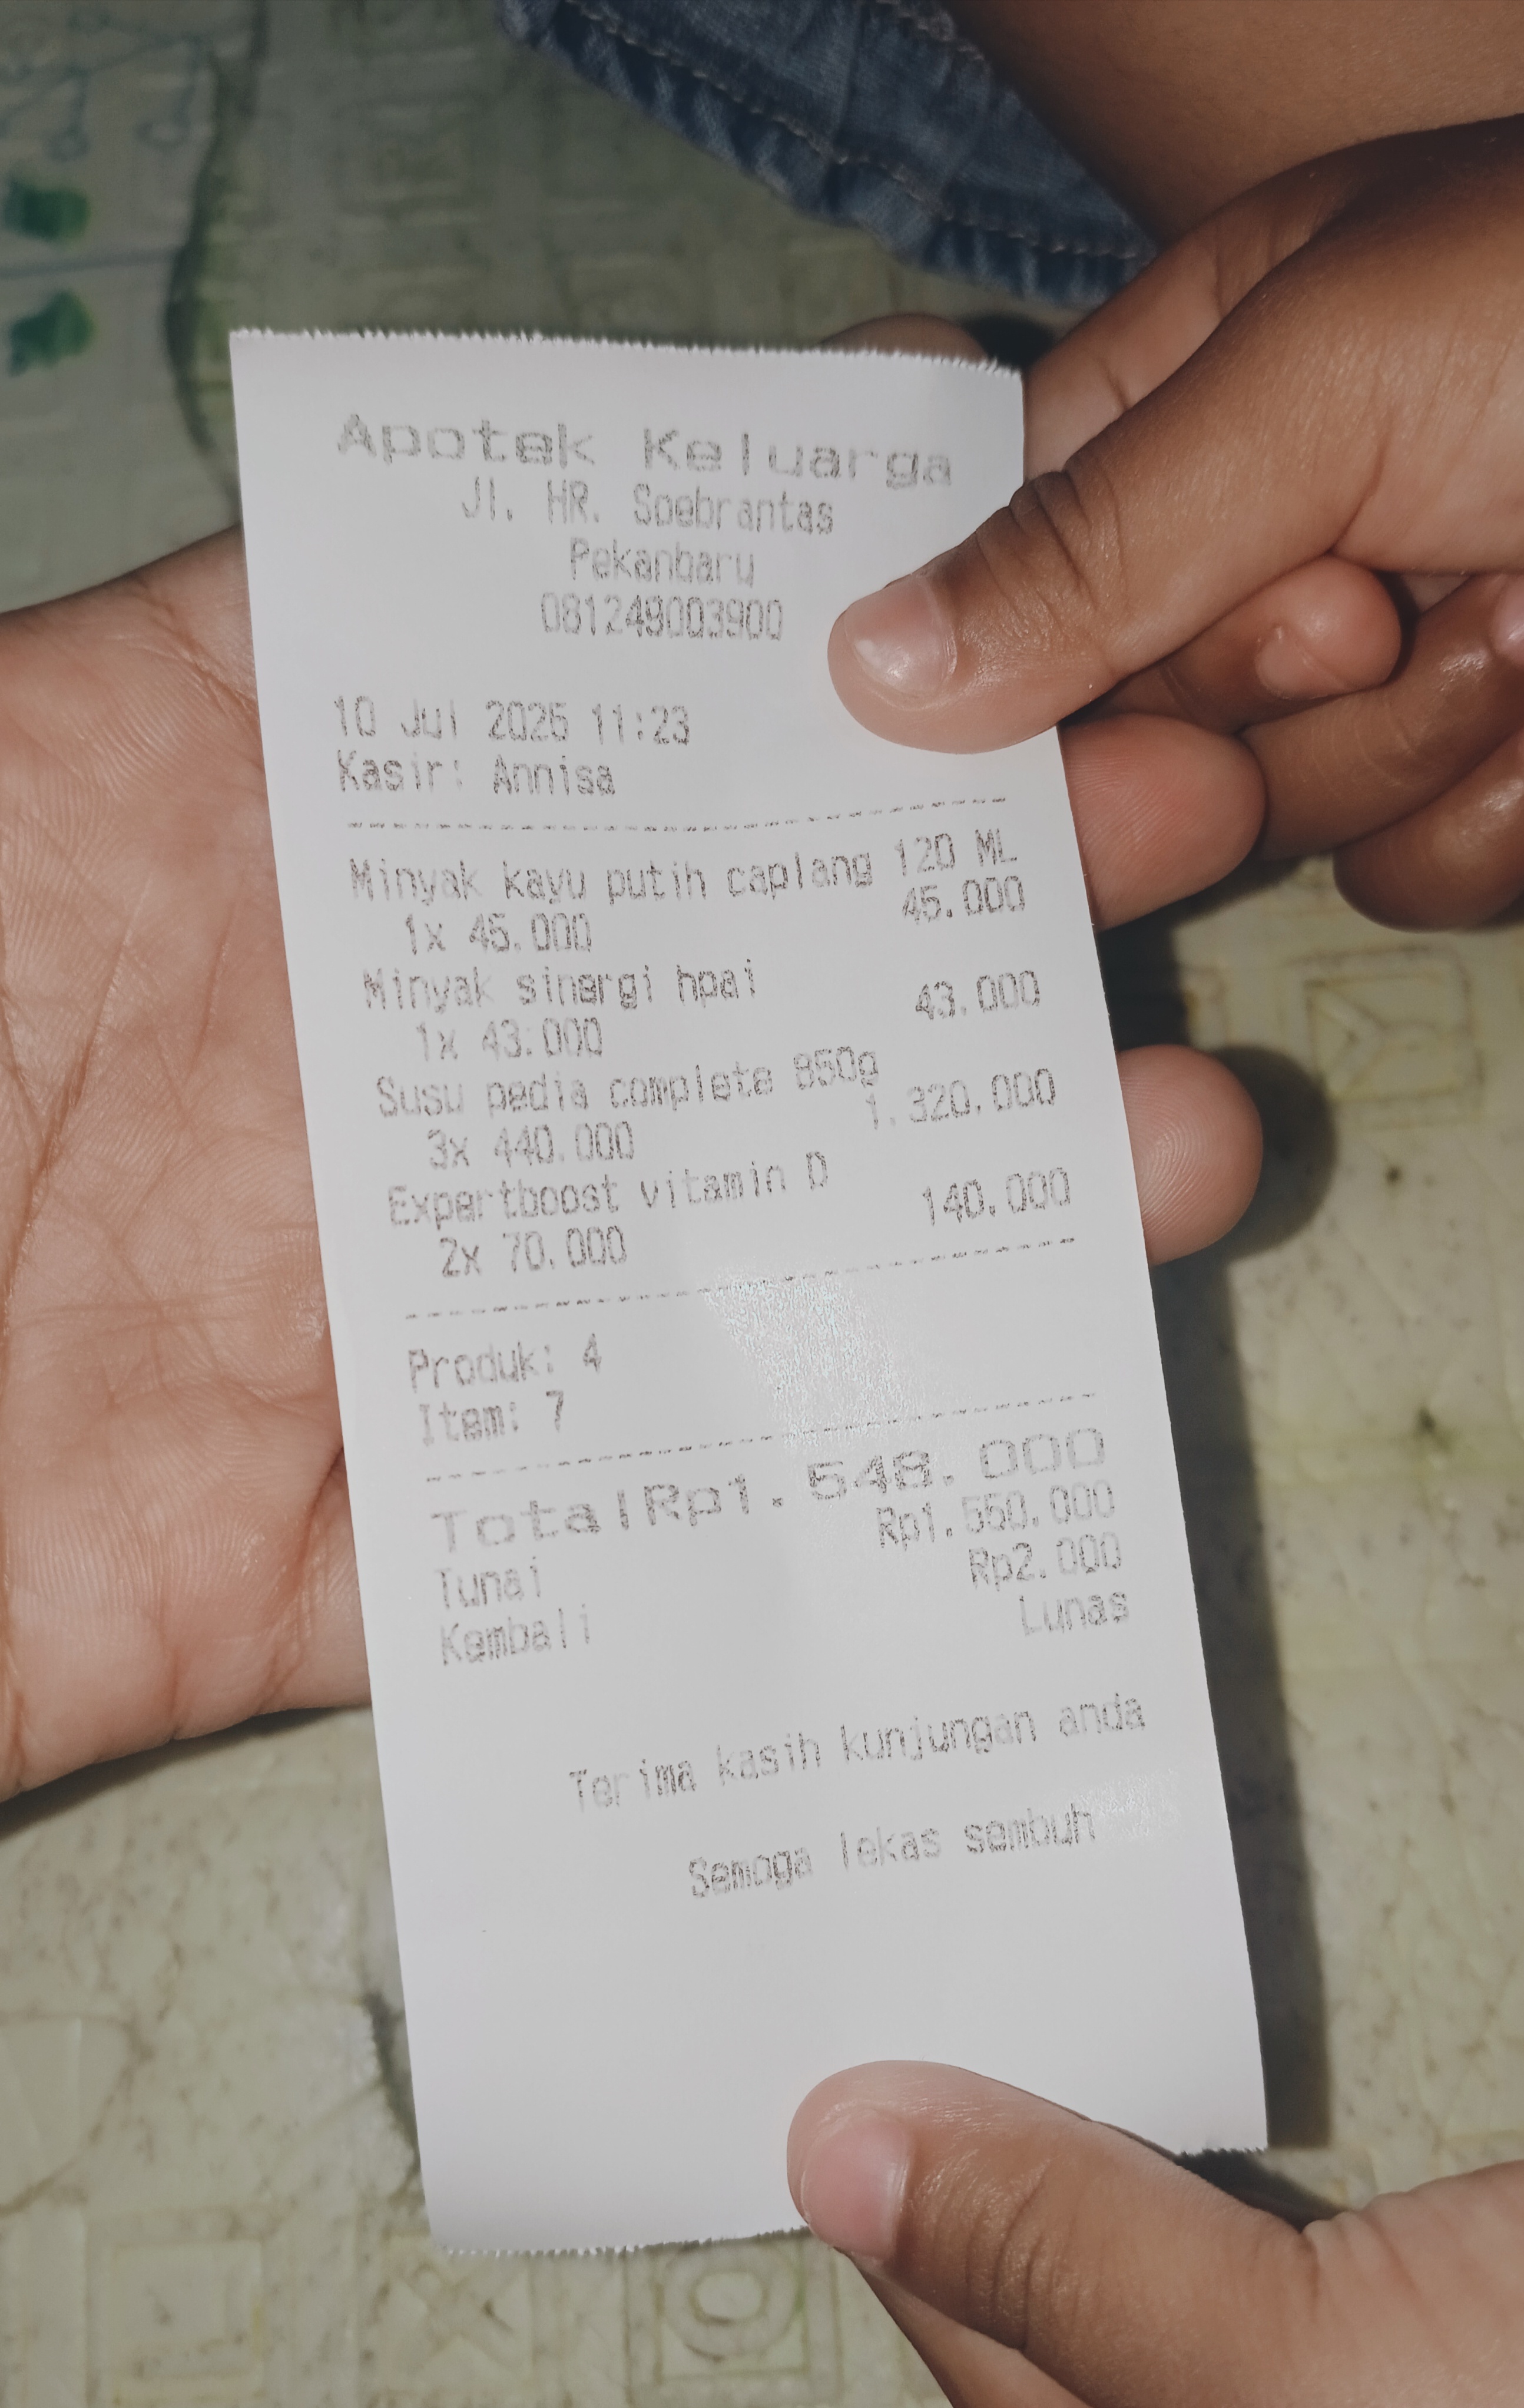 Apotek Keluarga
Jl. HR. Soebrantas
Pekanbaru
081249003900
10 Jul 2025 11:23
Kasir: Annisa
Minyak kayu putih caplang 120 ML
1x 45.000 45.000
Minyak sinergi hpai
1x 43.000 43.000
Susu pedia complete 850g
3x 440.000 1.320.000
Expertboost vitamin D
2x 70.000 140.000
Produk: 4
Item: 7
Total Rp1.548.000
Tunai Rp1.550.000
Kembali Rp2.000
Lunas
Terima kasih kunjungan anda
Semoga lekas sembuh